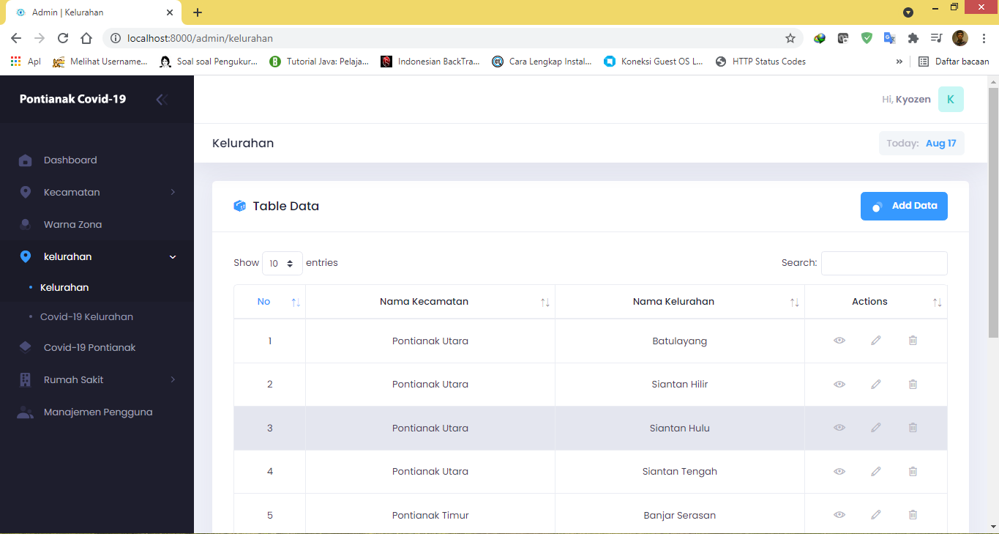 Admin | Kelurahan
localhost:8000/admin/kelurahan
Apl Melihat Username... Soal soal Pengukur... Tutorial Java: Pelaja... Indonesian BackTra... Cara Lengkap Instal... Koneksi Guest OS L... HTTP Status Codes » Daftar bacaan
Pontianak Covid-19
Hi, Kyozen K
Kelurahan
Today: Aug 17
Dashboard
Kecamatan
Warna Zona
kelurahan
Kelurahan
Covid-19 Kelurahan
Covid-19 Pontianak
Rumah Sakit
Manajemen Pengguna
Table Data
Add Data
Show 10 entries
Search:
No Nama Kecamatan Nama Kelurahan Actions
1 Pontianak Utara Batulayang
2 Pontianak Utara Siantan Hilir
3 Pontianak Utara Siantan Hulu
4 Pontianak Utara Siantan Tengah
5 Pontianak Timur Banjar Serasan